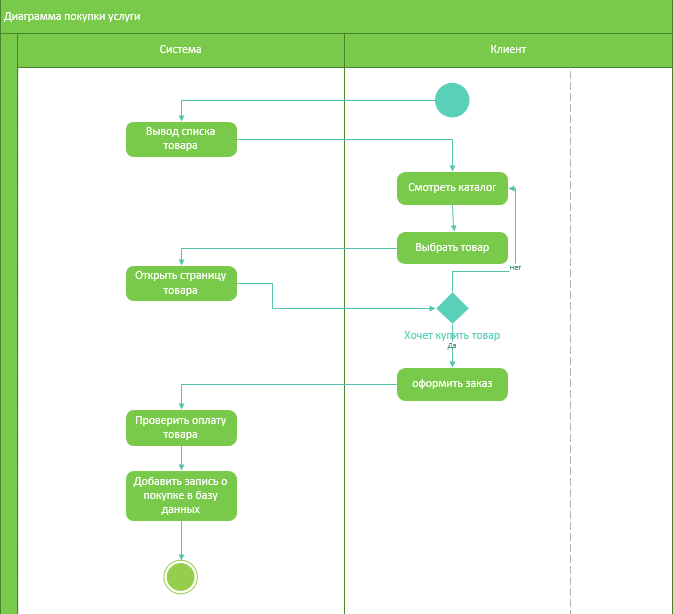 Диаграмма покупки услуги
Система
Клиент
Вывод списка
товара
Смотреть каталог
Выбрать товар
Открыть страницу
товара
Нет
Хочет купить товар
Да
оформить заказ
Проверить оплату
товара
Добавить запись о
покупке в базу
данных